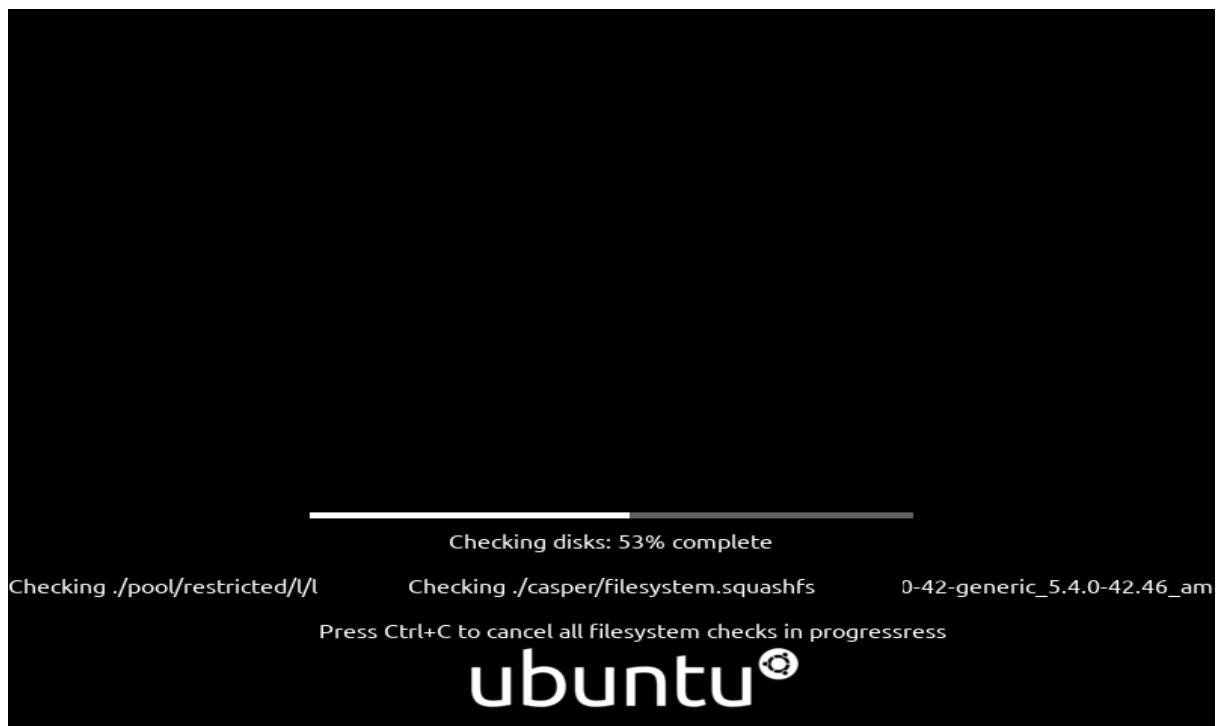 Checking disks: 53% complete
Checking ./pool/restricted/l/l Checking ./casper/filesystem.squashfs 0-42-generic_5.4.0-42.46_am
Press Ctrl+C to cancel all filesystem checks in progressress
ubuntu